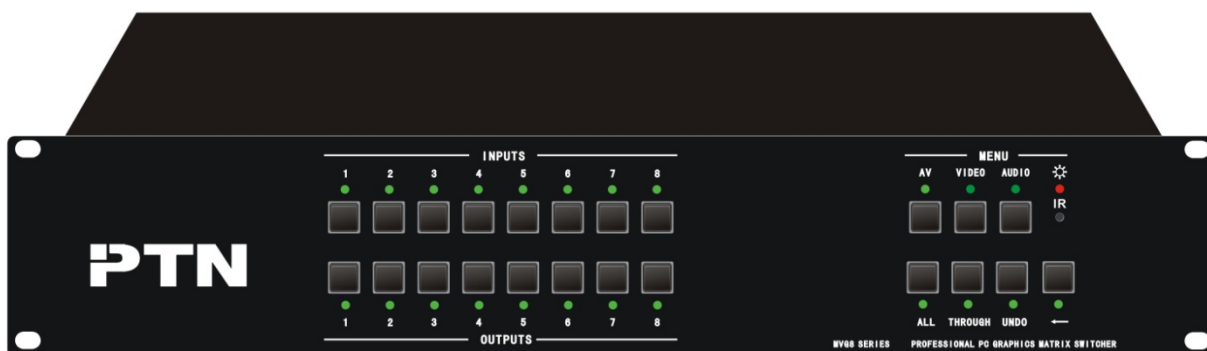 INPUTS
1 2 3 4 5 6 7 8
MENU
AV VIDEO AUDIO
IR
PTN
1 2 3 4 5 6 7 8
OUTPUTS
ALL THROUGH UNDO ←
MVG8 SERIES PROFESSIONAL PC GRAPHICS MATRIX SWITCHER